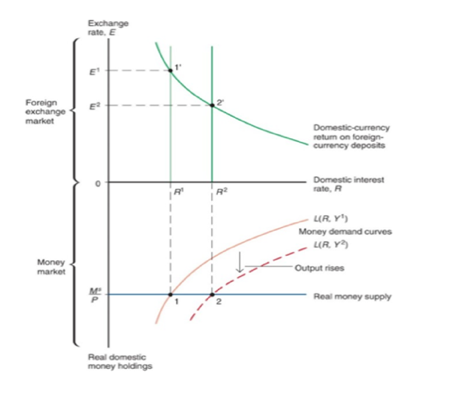 Exchange
rate, E
E¹
1'
E²
2'
Foreign
exchange
market
Domestic-currency
return on foreign-
currency deposits
0
Domestic interest
rate, R
R¹
R²
L(R, Y¹)
Money demand curves
L(R, Y²)
Money
market
Output rises
Mˢ
P
1
2
Real money supply
Real domestic
money holdings